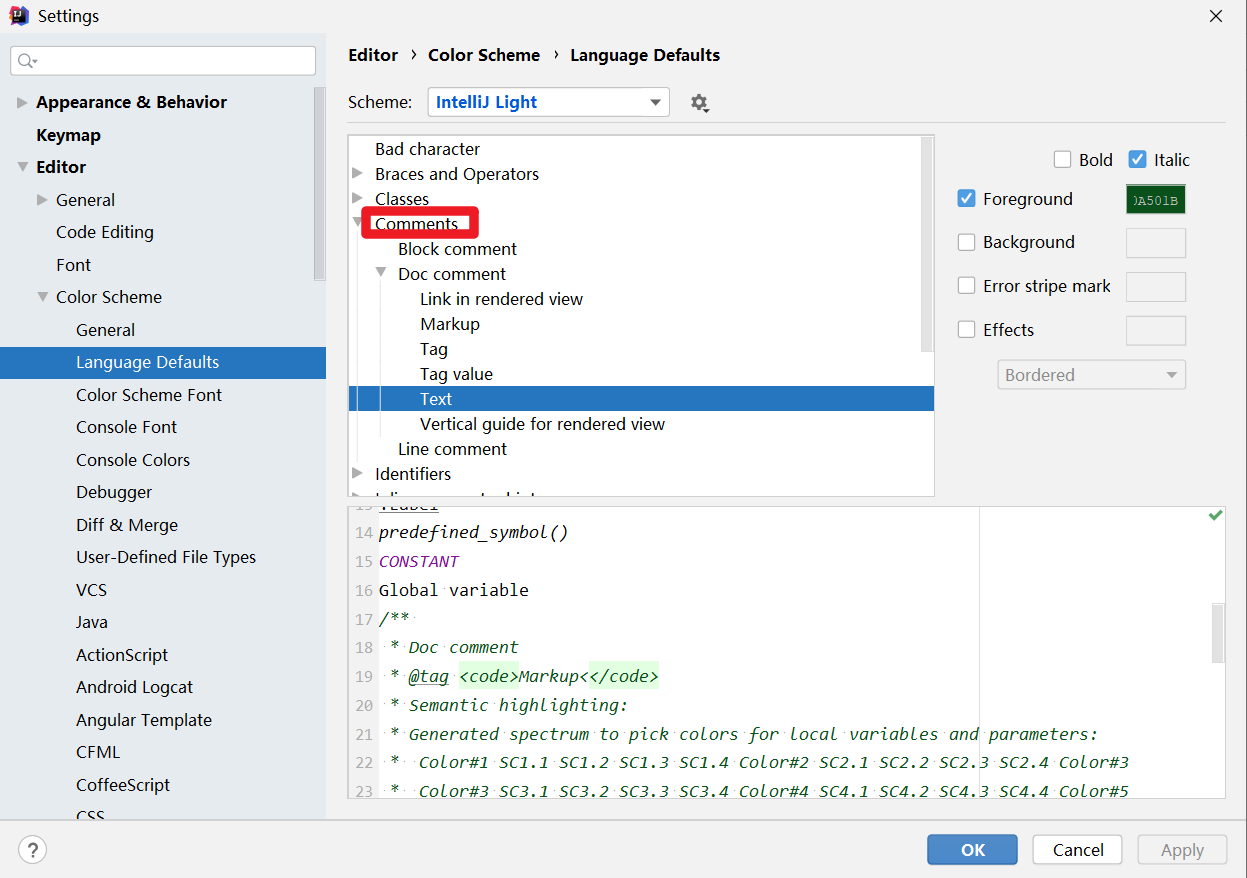 Settings
Appearance & Behavior
Keymap
Editor
General
Code Editing
Font
Color Scheme
General
Language Defaults
Color Scheme Font
Console Font
Console Colors
Debugger
Diff & Merge
User-Defined File Types
VCS
Java
ActionScript
Android Logcat
Angular Template
CFML
CoffeeScript
CSS
Editor › Color Scheme › Language Defaults
Scheme: IntelliJ Light
Bad character
Braces and Operators
Classes
Comments
Block comment
Doc comment
Link in rendered view
Markup
Tag
Tag value
Text
Vertical guide for rendered view
Line comment
Identifiers
Bold Italic
Foreground
Background
Error stripe mark
Effects
Bordered
14 predefined_symbol()
15 CONSTANT
16 Global variable
17 /**
18 * Doc comment
19 * @tag <code>Markup<</code>
20 * Semantic highlighting:
21 * Generated spectrum to pick colors for local variables and parameters:
22 * Color#1 SC1.1 SC1.2 SC1.3 SC1.4 Color#2 SC2.1 SC2.2 SC2.3 SC2.4 Color#3
23 * Color#3 SC3.1 SC3.2 SC3.3 SC3.4 Color#4 SC4.1 SC4.2 SC4.3 SC4.4 Color#5
?
OK Cancel Apply